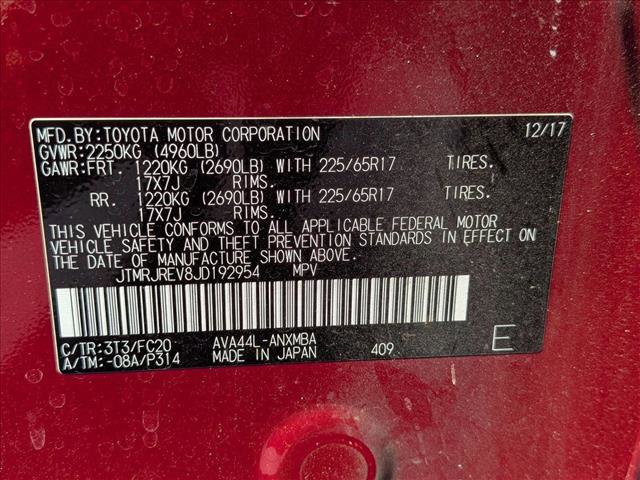 MFD.BY:TOYOTA MOTOR CORPORATION 12/17
GVWR:2250KG (4960LB)
GAWR:FRT. 1220KG (2690LB) WITH 225/65R17 TIRES.
17X7J RIMS.
RR. 1220KG (2690LB) WITH 225/65R17 TIRES.
17X7J RIMS.
THIS VEHICLE CONFORMS TO ALL APPLICABLE FEDERAL MOTOR
VEHICLE SAFETY AND THEFT PREVENTION STANDARDS IN EFFECT ON
THE DATE OF MANUFACTURE SHOWN ABOVE.
JTMRJREV8JD192954 MPV
C/TR:3T3/FC20 AVA44L-ANXMBA
A/TM:-08A/P314 MADE IN JAPAN 409 E